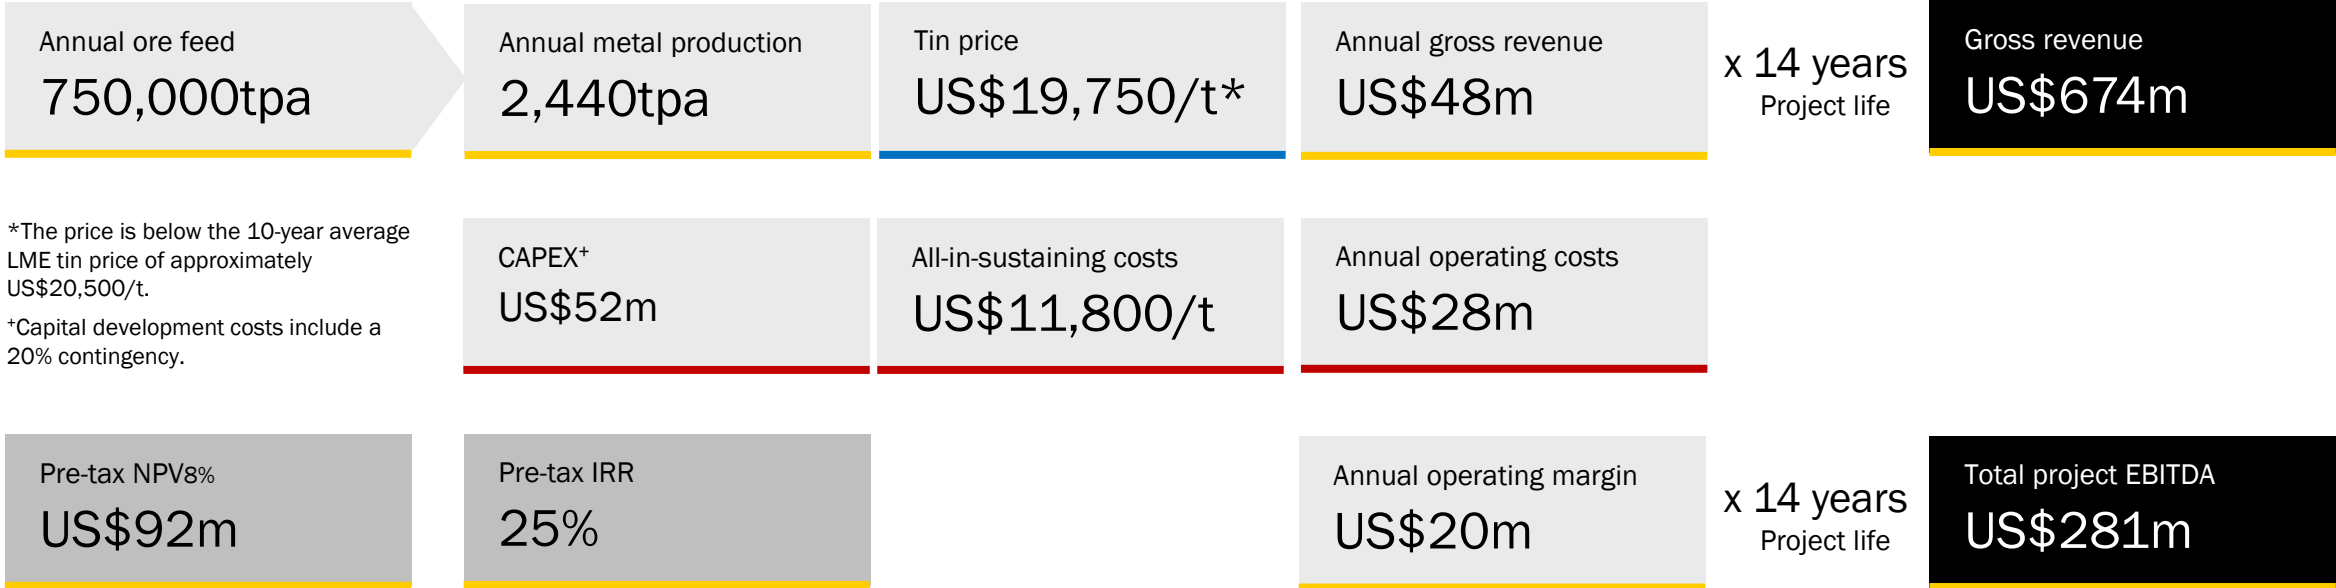 Annual ore feed
750,000tpa
Annual metal production
2,440tpa
Tin price
US$19,750/t*
Annual gross revenue
US$48m
x 14 years
Project life
Gross revenue
US$674m
*The price is below the 10-year average
LME tin price of approximately
US$20,500/t.
+Capital development costs include a
20% contingency.
CAPEX+
US$52m
All-in-sustaining costs
US$11,800/t
Annual operating costs
US$28m
Pre-tax NPV8%
US$92m
Pre-tax IRR
25%
Annual operating margin
US$20m
x 14 years
Project life
Total project EBITDA
US$281m